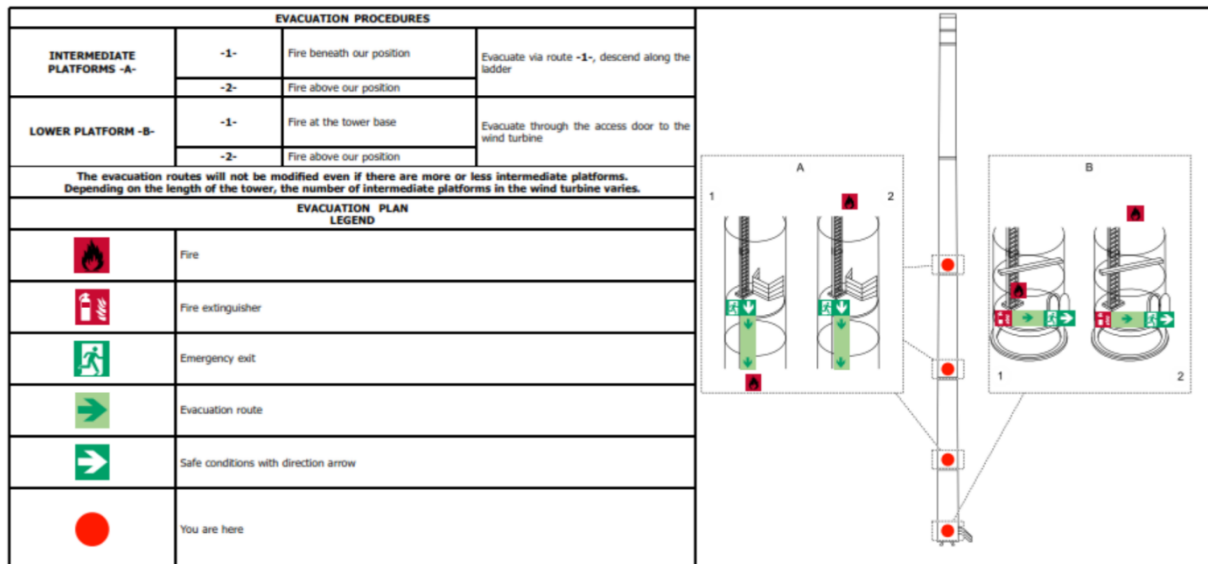 EVACUATION PROCEDURES
INTERMEDIATE
PLATFORMS -A-
-1-
Fire beneath our position
Evacuate via route -1-, descend along the
ladder
-2-
Fire above our position
LOWER PLATFORM -B-
-1-
Fire at the tower base
Evacuate through the access door to the
wind turbine
-2-
Fire above our position
The evacuation routes will not be modified even if there are more or less intermediate platforms.
Depending on the length of the tower, the number of intermediate platforms in the wind turbine varies.
EVACUATION PLAN
LEGEND
Fire
Fire extinguisher
Emergency exit
Evacuation route
Safe conditions with direction arrow
You are here
A
1
2
B
1
2